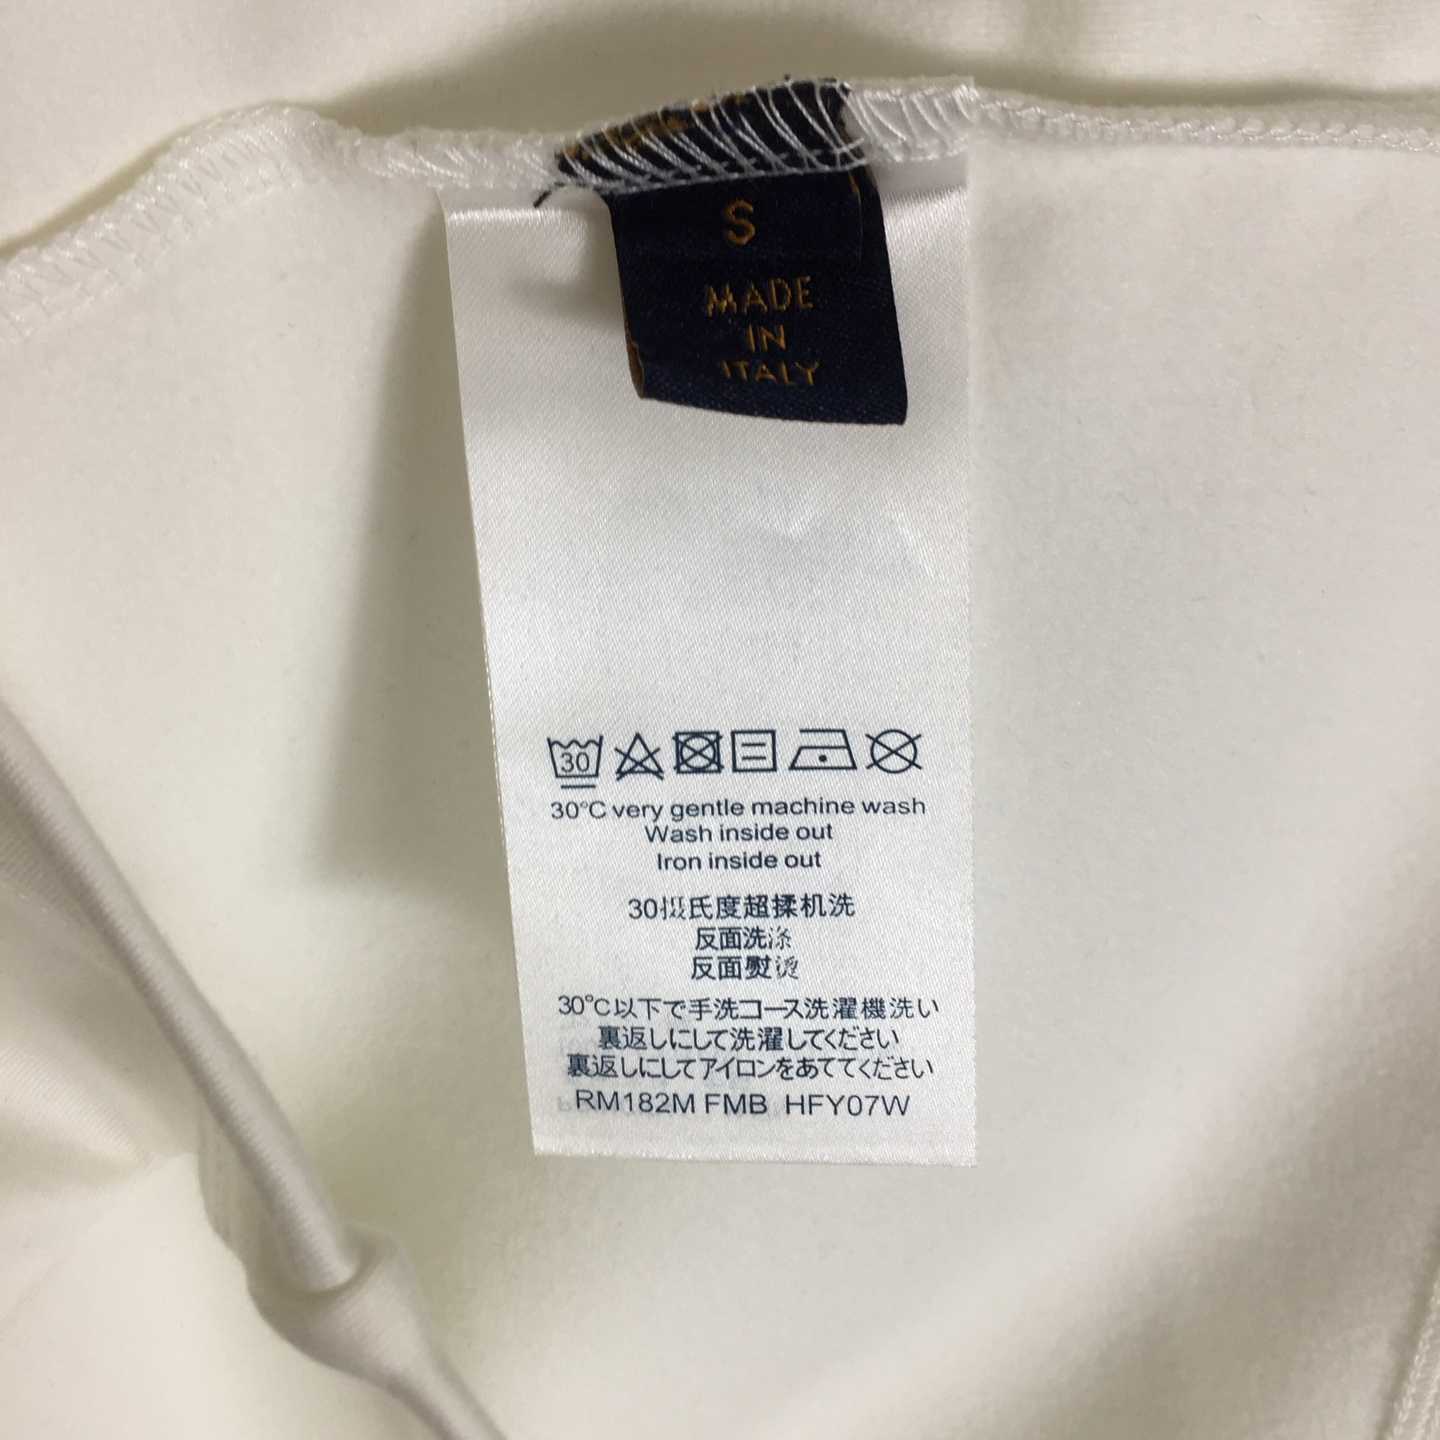 S
MADE
IN
ITALY
30
30°C very gentle machine wash
Wash inside out
Iron inside out
30摄氏度超揉机洗
反面洗涤
反面熨烫
30°C以下で手洗コース洗濯機洗い
裏返しにして洗濯してください
裏返しにしてアイロンをあててください
RM182M FMB HFY07W